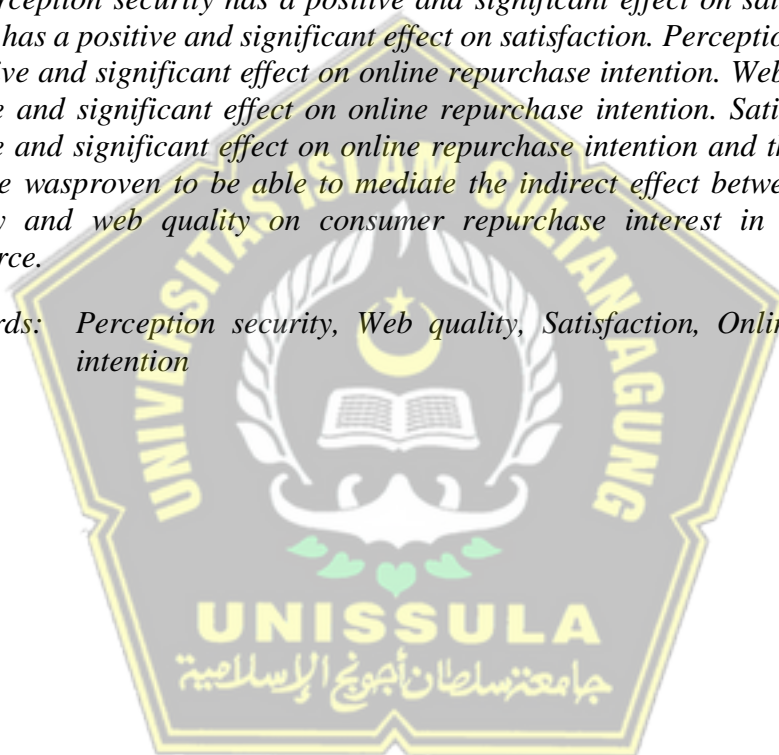 rception security has a positive and significant effect on sat
has a positive and significant effect on satisfaction. Perception
ive and significant effect on online repurchase intention. Web
e and significant effect on online repurchase intention. Sati
e and significant effect on online repurchase intention and th
e wasproven to be able to mediate the indirect effect betwe
y and web quality on consumer repurchase interest in
rce.
rds: Perception security, Web quality, Satisfaction, Onlin
intention
UNIVERSITAS ISLAM SULTAN AGUNG
UNISSULA
جامعتنسلطان أجونج الإسلامية